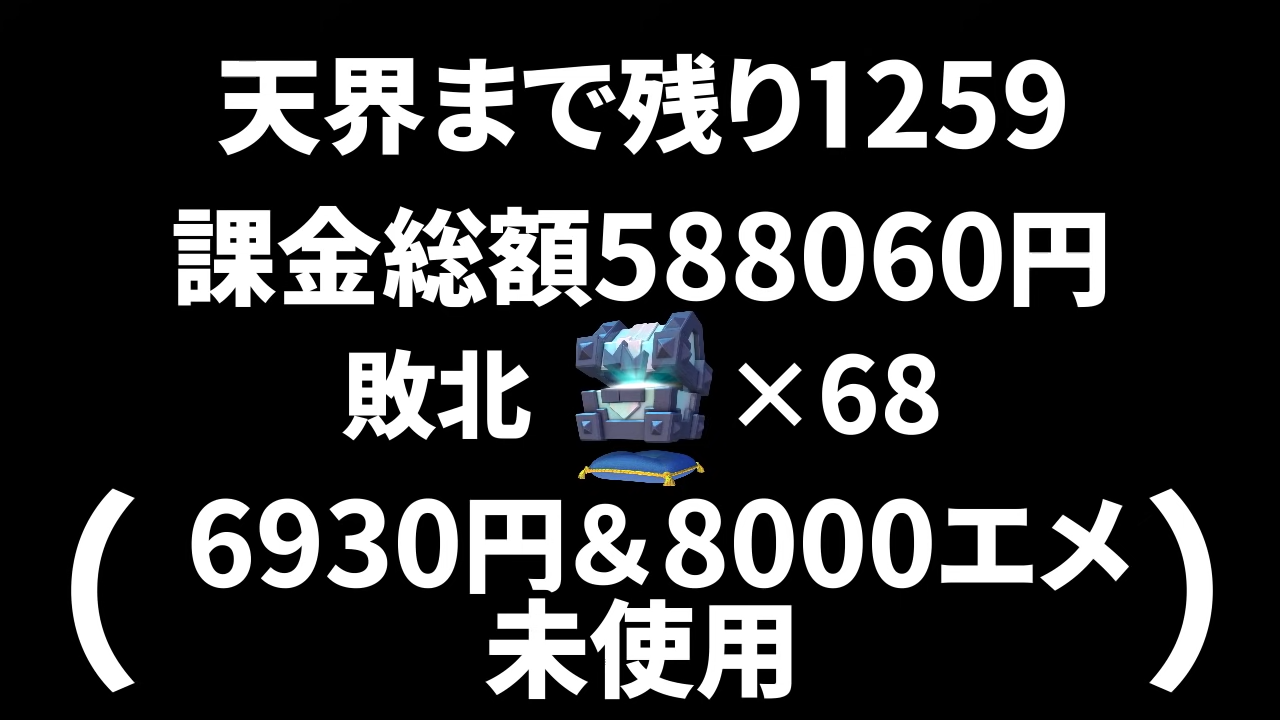 天界まで残り1259
課金総額588060円
敗北 ×68
(6930円&8000エメ
未使用)